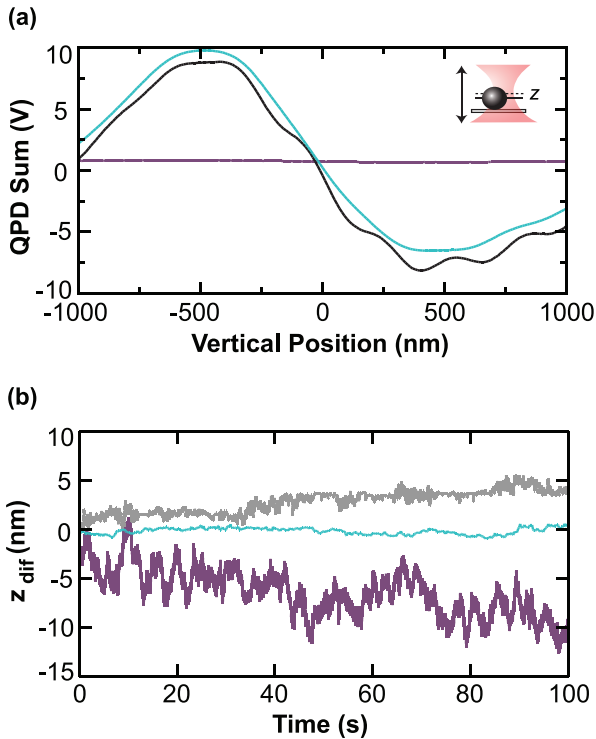 (a)
10
5
0
-5
-10
QPD Sum (V)
z
-1000 -500 0 500 1000
Vertical Position (nm)
(b)
10
5
0
-5
-10
-15
z dif (nm)
0 20 40 60 80 100
Time (s)